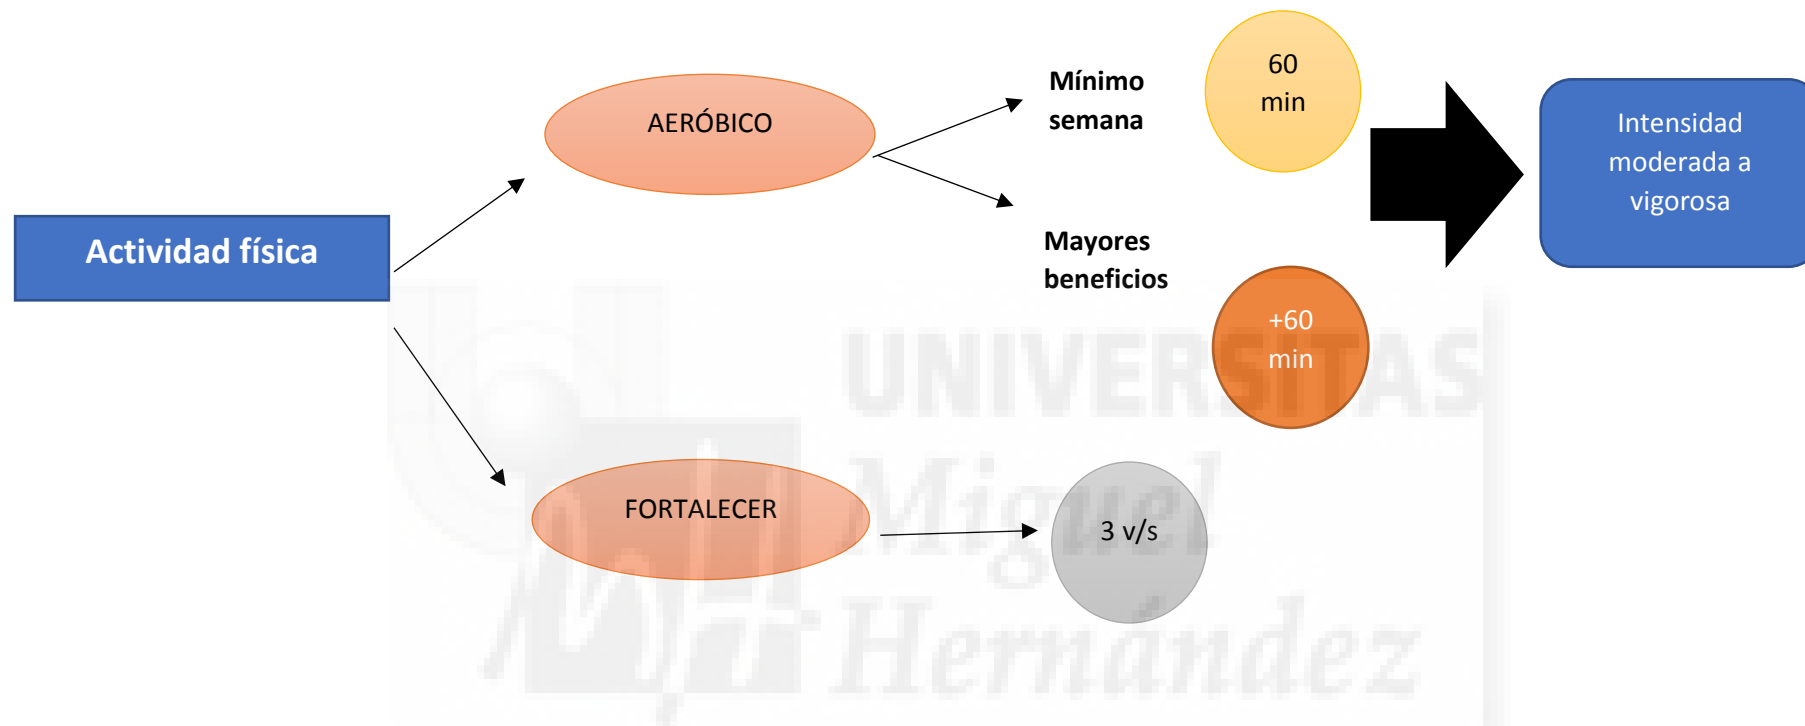 Actividad física
AERÓBICO
Mínimo
semana
60
min
Mayores
beneficios
+60
min
Intensidad
moderada a
vigorosa
FORTALECER
3 v/s
UNIVERSITAS
Miguel
Hernández